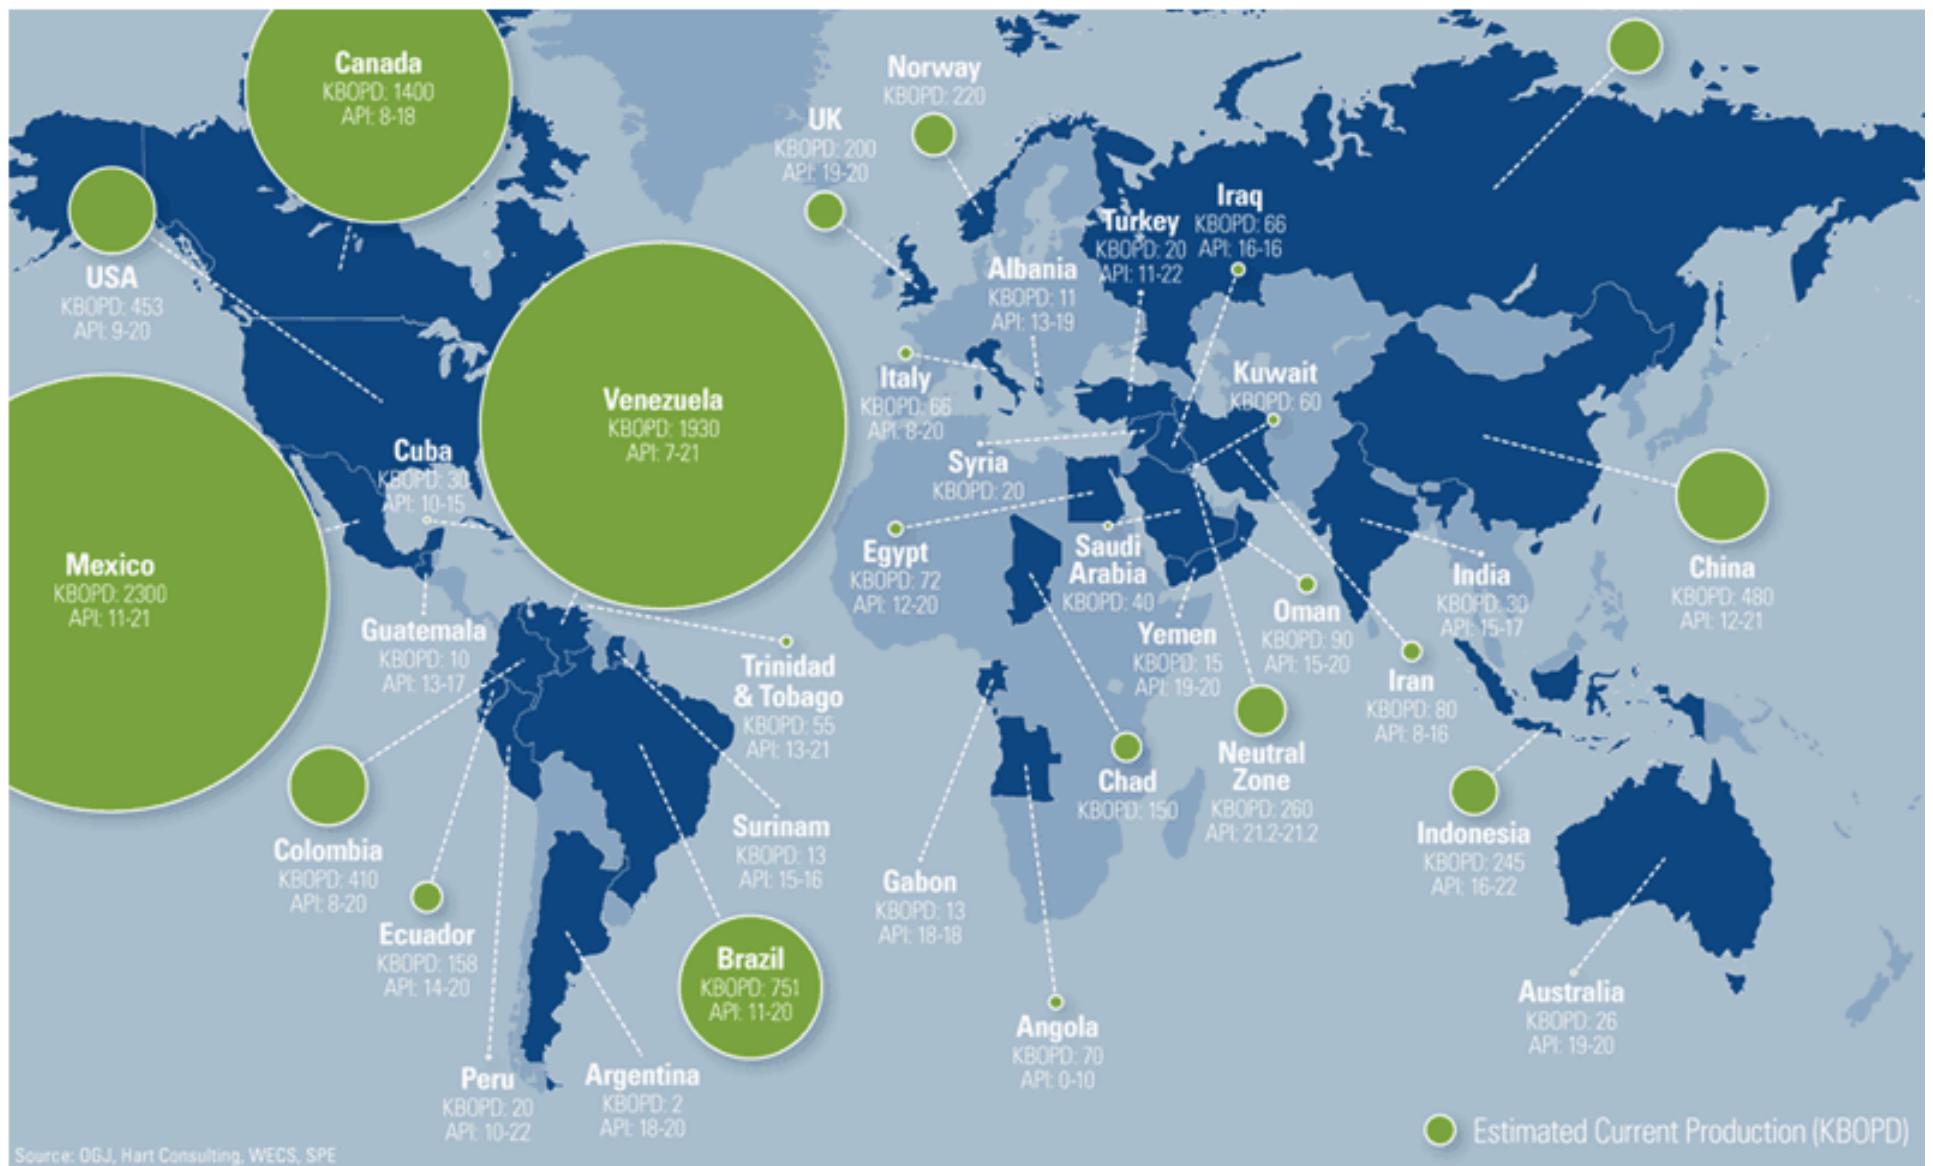 Canada
KBOPD: 1400
API: 8-18
Norway
KBOPD: 220
UK
KBOPD: 200
API: 19-20
Iraq
KBOPD: 66
API: 16-16
Turkey
KBOPD: 20
API: 11-22
USA
KBOPD: 453
API: 9-20
Albania
KBOPD: 11
API: 13-19
Italy
KBOPD: 66
API: 8-20
Kuwait
KBOPD: 60
Venezuela
KBOPD: 1930
API: 7-21
Cuba
KBOPD: 30
API: 10-15
Syria
KBOPD: 20
Mexico
KBOPD: 2300
API: 11-21
Egypt
KBOPD: 72
API: 12-20
Saudi
Arabia
KBOPD: 40
India
KBOPD: 30
API: 15-17
China
KBOPD: 480
API: 12-21
Oman
KBOPD: 90
API: 15-20
Guatemala
KBOPD: 10
API: 13-17
Yemen
KBOPD: 15
API: 19-20
Trinidad
& Tobago
KBOPD: 55
API: 13-21
Iran
KBOPD: 80
API: 8-16
Neutral
Zone
KBOPD: 260
API: 21.2-21.2
Chad
KBOPD: 150
Surinam
KBOPD: 13
API: 15-16
Indonesia
KBOPD: 245
API: 16-22
Colombia
KBOPD: 410
API: 8-20
Gabon
KBOPD: 13
API: 18-18
Ecuador
KBOPD: 158
API: 14-20
Brazil
KBOPD: 751
API: 11-20
Australia
KBOPD: 26
API: 19-20
Angola
KBOPD: 70
API: 0-10
Peru
KBOPD: 20
API: 10-22
Argentina
KBOPD: 2
API: 18-20
Estimated Current Production (KBOPD)
Source: OGJ, Hart Consulting, WECS, SPE